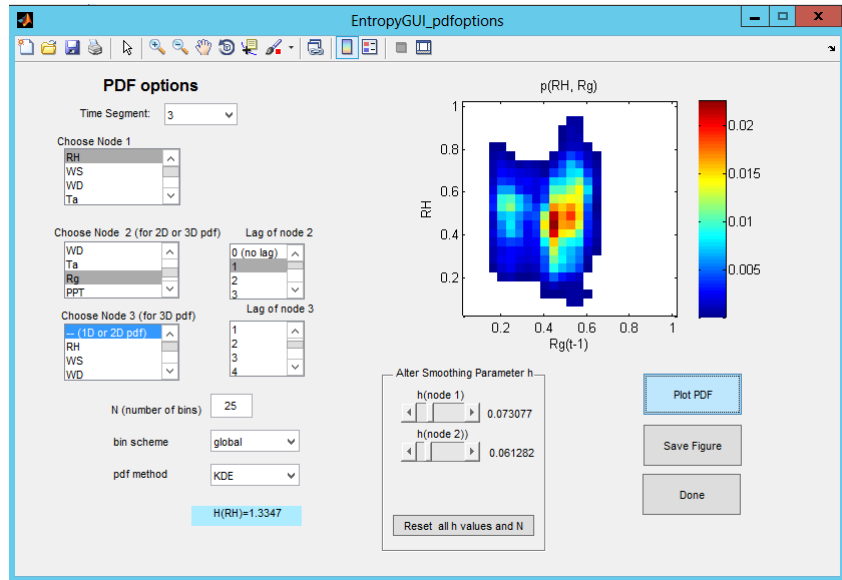 EntropyGUI_pdfoptions
PDF options
Time Segment: 3
Choose Node 1
RH
WS
WD
Ta
Choose Node 2 (for 2D or 3D pdf)
WD
Ta
Rg
PPT
Lag of node 2
0 (no lag)
1
2
3
Choose Node 3 (for 3D pdf)
-- (1D or 2D pdf)
RH
WS
WD
Lag of node 3
1
2
3
4
N (number of bins) 25
bin scheme global
pdf method KDE
H(RH)=1.3347
p(RH, Rg)
1
0.8
0.6
0.4
0.2
RH
0.2 0.4 0.6 0.8 1
Rg(t-1)
0.02
0.015
0.01
0.005
Alter Smoothing Parameter h
h(node 1)
0.073077
h(node 2))
0.061282
Reset all h values and N
Plot PDF
Save Figure
Done